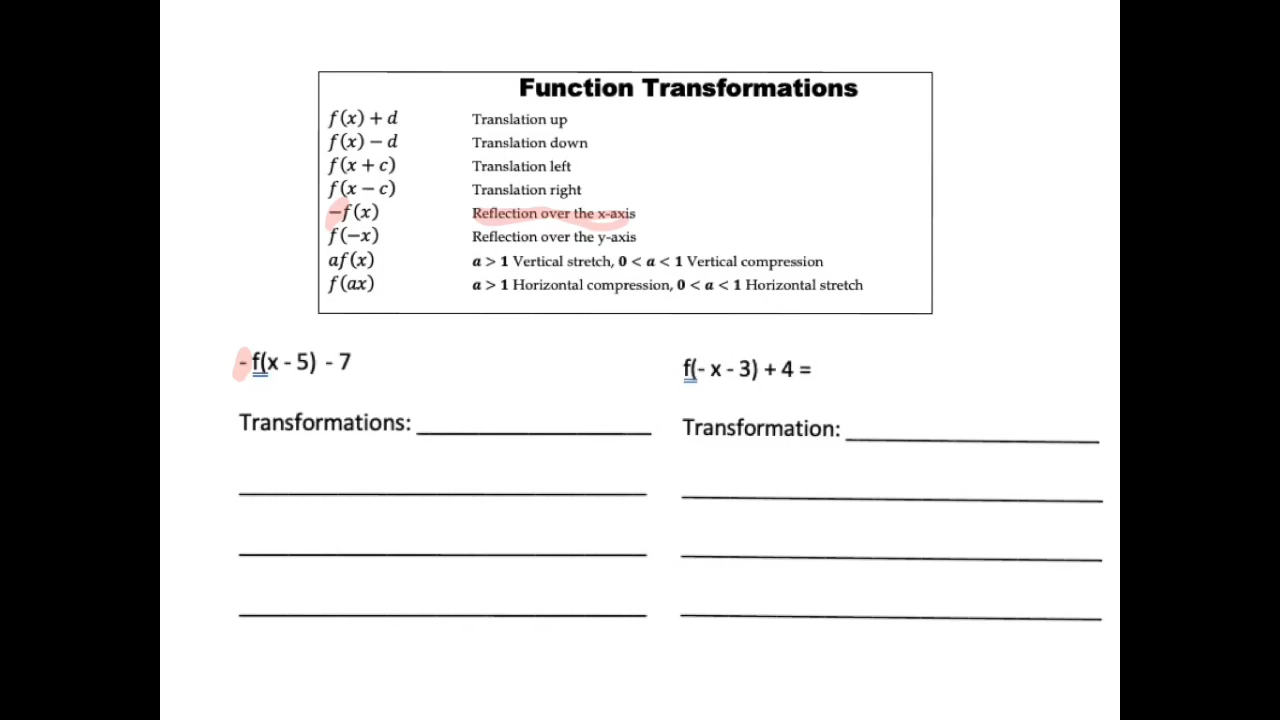 Function Transformations
f(x) + d Translation up
f(x) − d Translation down
f(x + c) Translation left
f(x − c) Translation right
−f(x) Reflection over the x-axis
f(−x) Reflection over the y-axis
af(x) a > 1 Vertical stretch, 0 < a < 1 Vertical compression
f(ax) a > 1 Horizontal compression, 0 < a < 1 Horizontal stretch
- f(x - 5) - 7
Transformations: ____________________
f(- x - 3) + 4 =
Transformation: ____________________